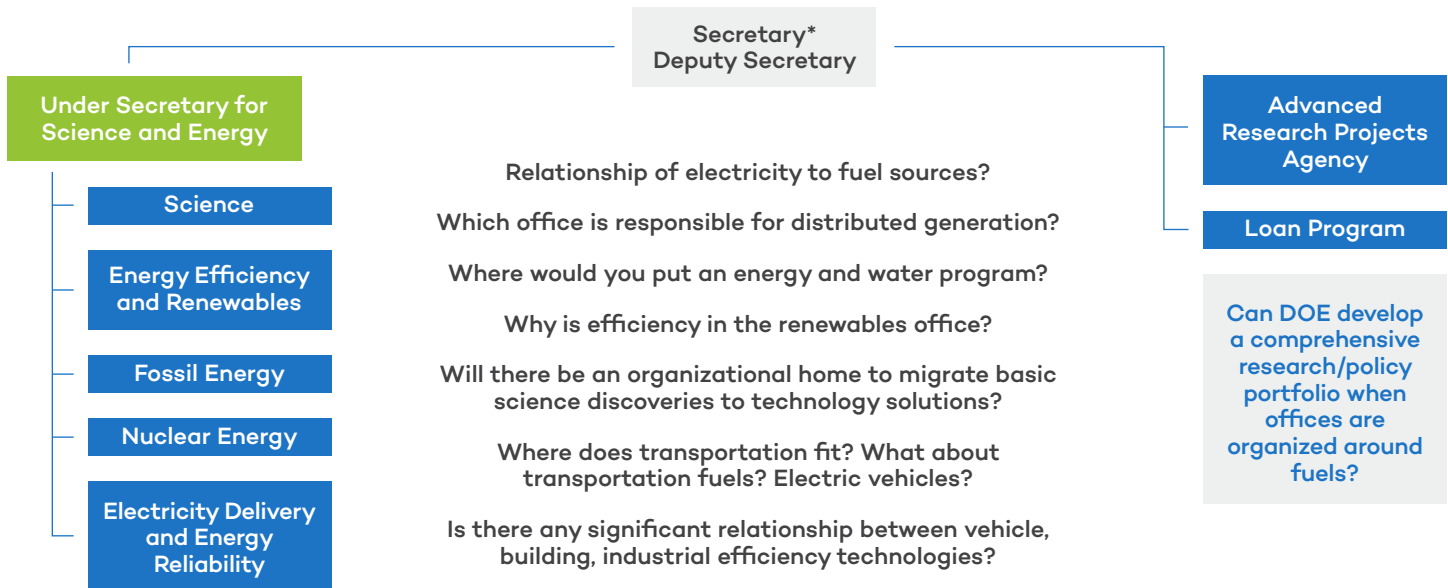 Secretary*
Deputy Secretary
Under Secretary for
Science and Energy
Science
Energy Efficiency
and Renewables
Fossil Energy
Nuclear Energy
Electricity Delivery
and Energy
Reliability
Relationship of electricity to fuel sources?
Which office is responsible for distributed generation?
Where would you put an energy and water program?
Why is efficiency in the renewables office?
Will there be an organizational home to migrate basic
science discoveries to technology solutions?
Where does transportation fit? What about
transportation fuels? Electric vehicles?
Is there any significant relationship between vehicle,
building, industrial efficiency technologies?
Advanced
Research Projects
Agency
Loan Program
Can DOE develop
a comprehensive
research/policy
portfolio when
offices are
organized around
fuels?